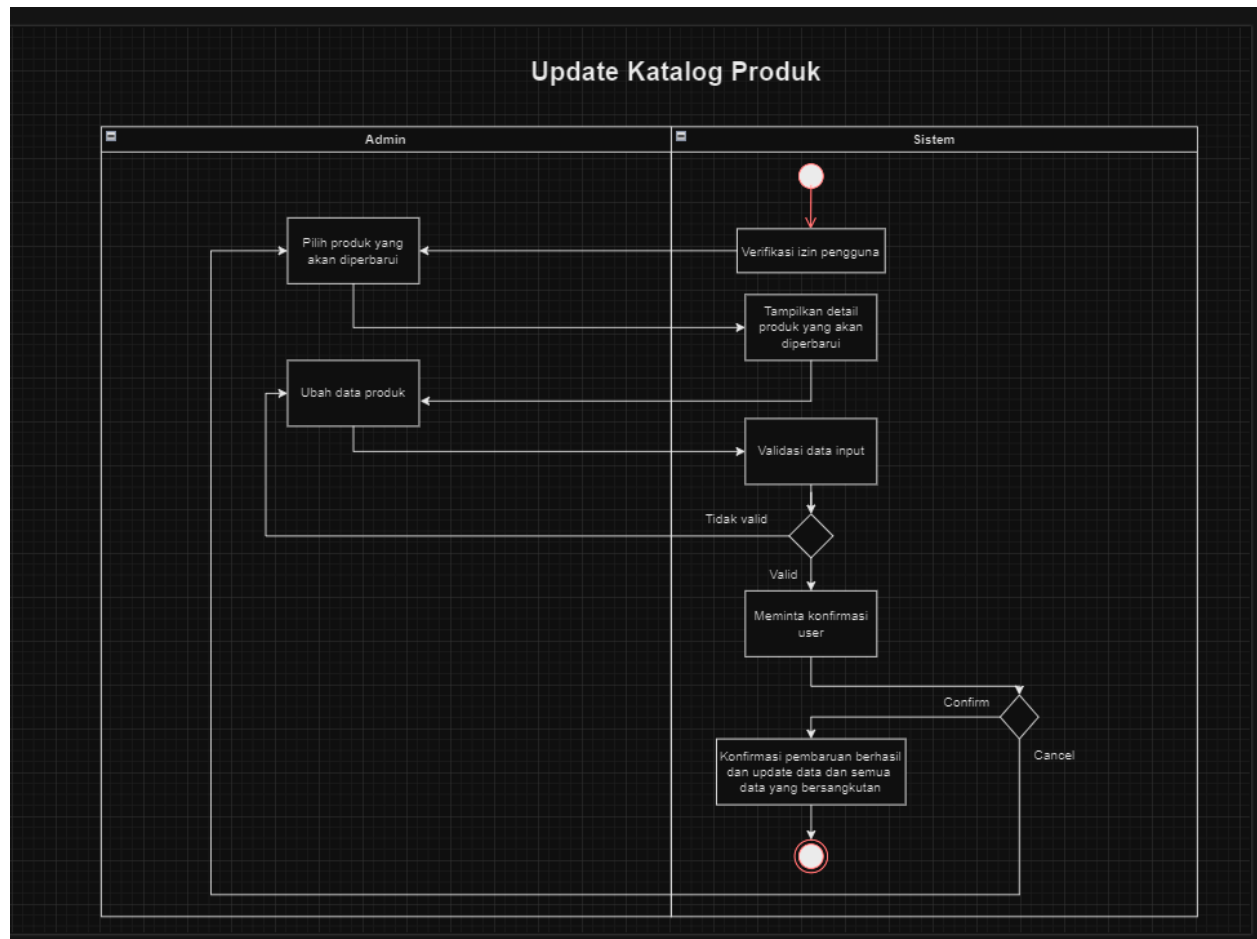 Update Katalog Produk
Admin
Sistem
Pilih produk yang
akan diperbarui
Verifikasi izin pengguna
Tampilkan detail
produk yang akan
diperbarui
Ubah data produk
Validasi data input
Tidak valid
Valid
Meminta konfirmasi
user
Confirm
Cancel
Konfirmasi pembaruan berhasil
dan update data dan semua
data yang bersangkutan